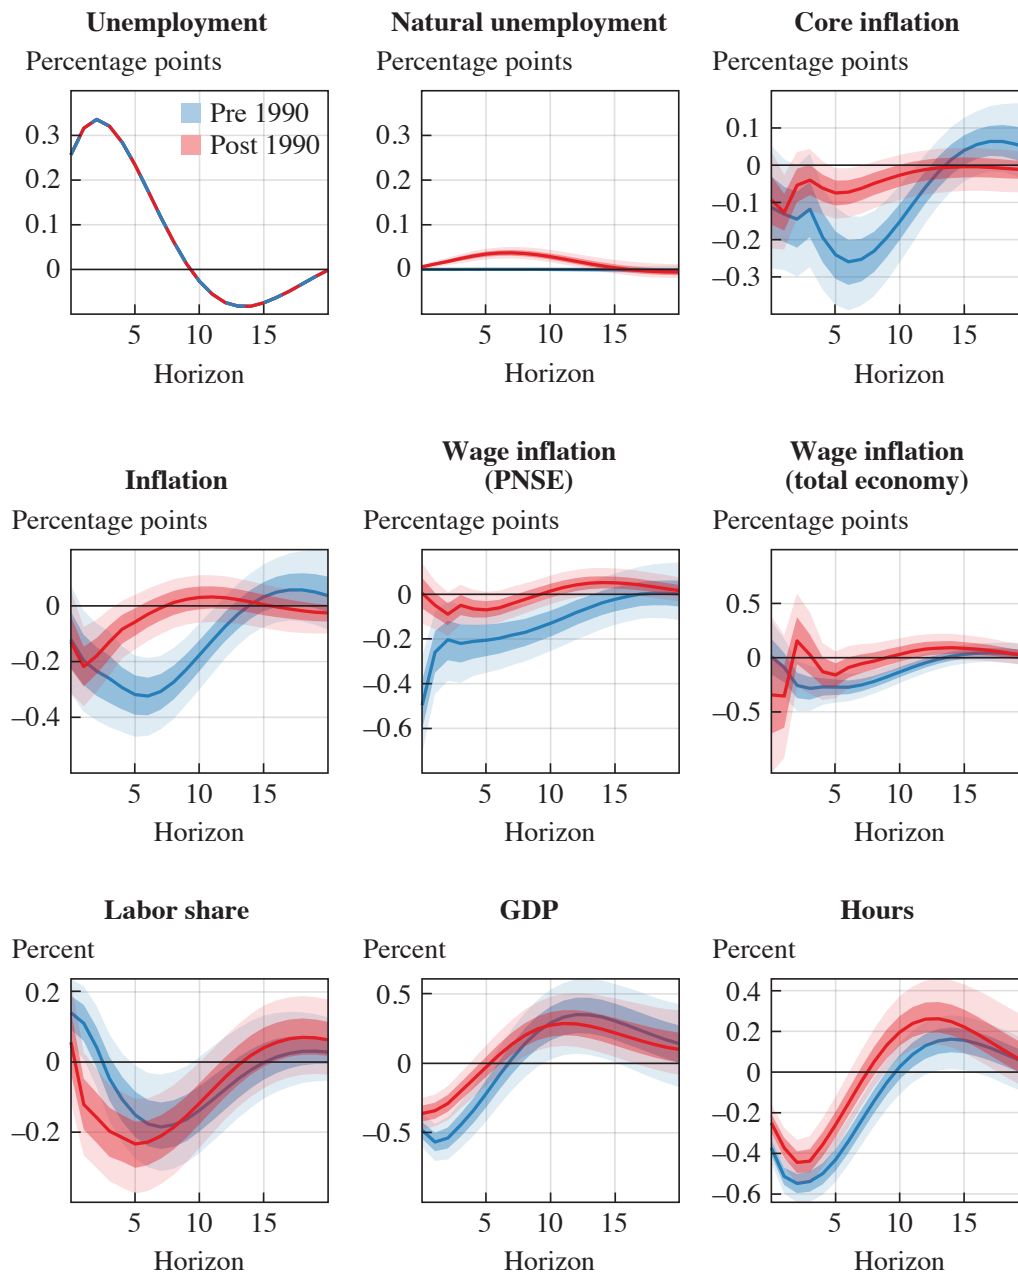 Unemployment
Percentage points
0.3
0.2
0.1
0
Pre 1990
Post 1990
5 10 15
Horizon
Natural unemployment
Percentage points
0.3
0.2
0.1
0
5 10 15
Horizon
Core inflation
Percentage points
0.1
0
–0.1
–0.2
–0.3
5 10 15
Horizon
Inflation
Percentage points
0
–0.2
–0.4
5 10 15
Horizon
Wage inflation
(PNSE)
Percentage points
0
–0.2
–0.4
–0.6
5 10 15
Horizon
Wage inflation
(total economy)
Percentage points
0.5
0
–0.5
5 10 15
Horizon
Labor share
Percent
0.2
0
–0.2
5 10 15
Horizon
GDP
Percent
0.5
0
–0.5
5 10 15
Horizon
Hours
Percent
0.4
0.2
0
–0.2
–0.4
–0.6
5 10 15
Horizon